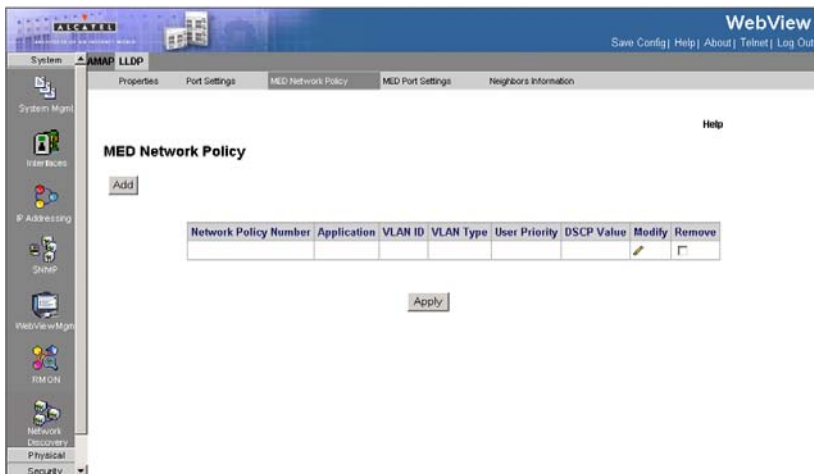 ALCATEL
WebView
Save Config| Help| About| Telnet| Log Out
System
AMAP LLDP
Properties Port Settings MED Network Policy MED Port Settings Neighbors Information
System Mgmt
Help
MED Network Policy
Interfaces
Add
IP Addressing
Network Policy Number Application VLAN ID VLAN Type User Priority DSCP Value Modify Remove
SNMP
Apply
WebViewMgm
RMON
Network
Discovery
Physical
Security